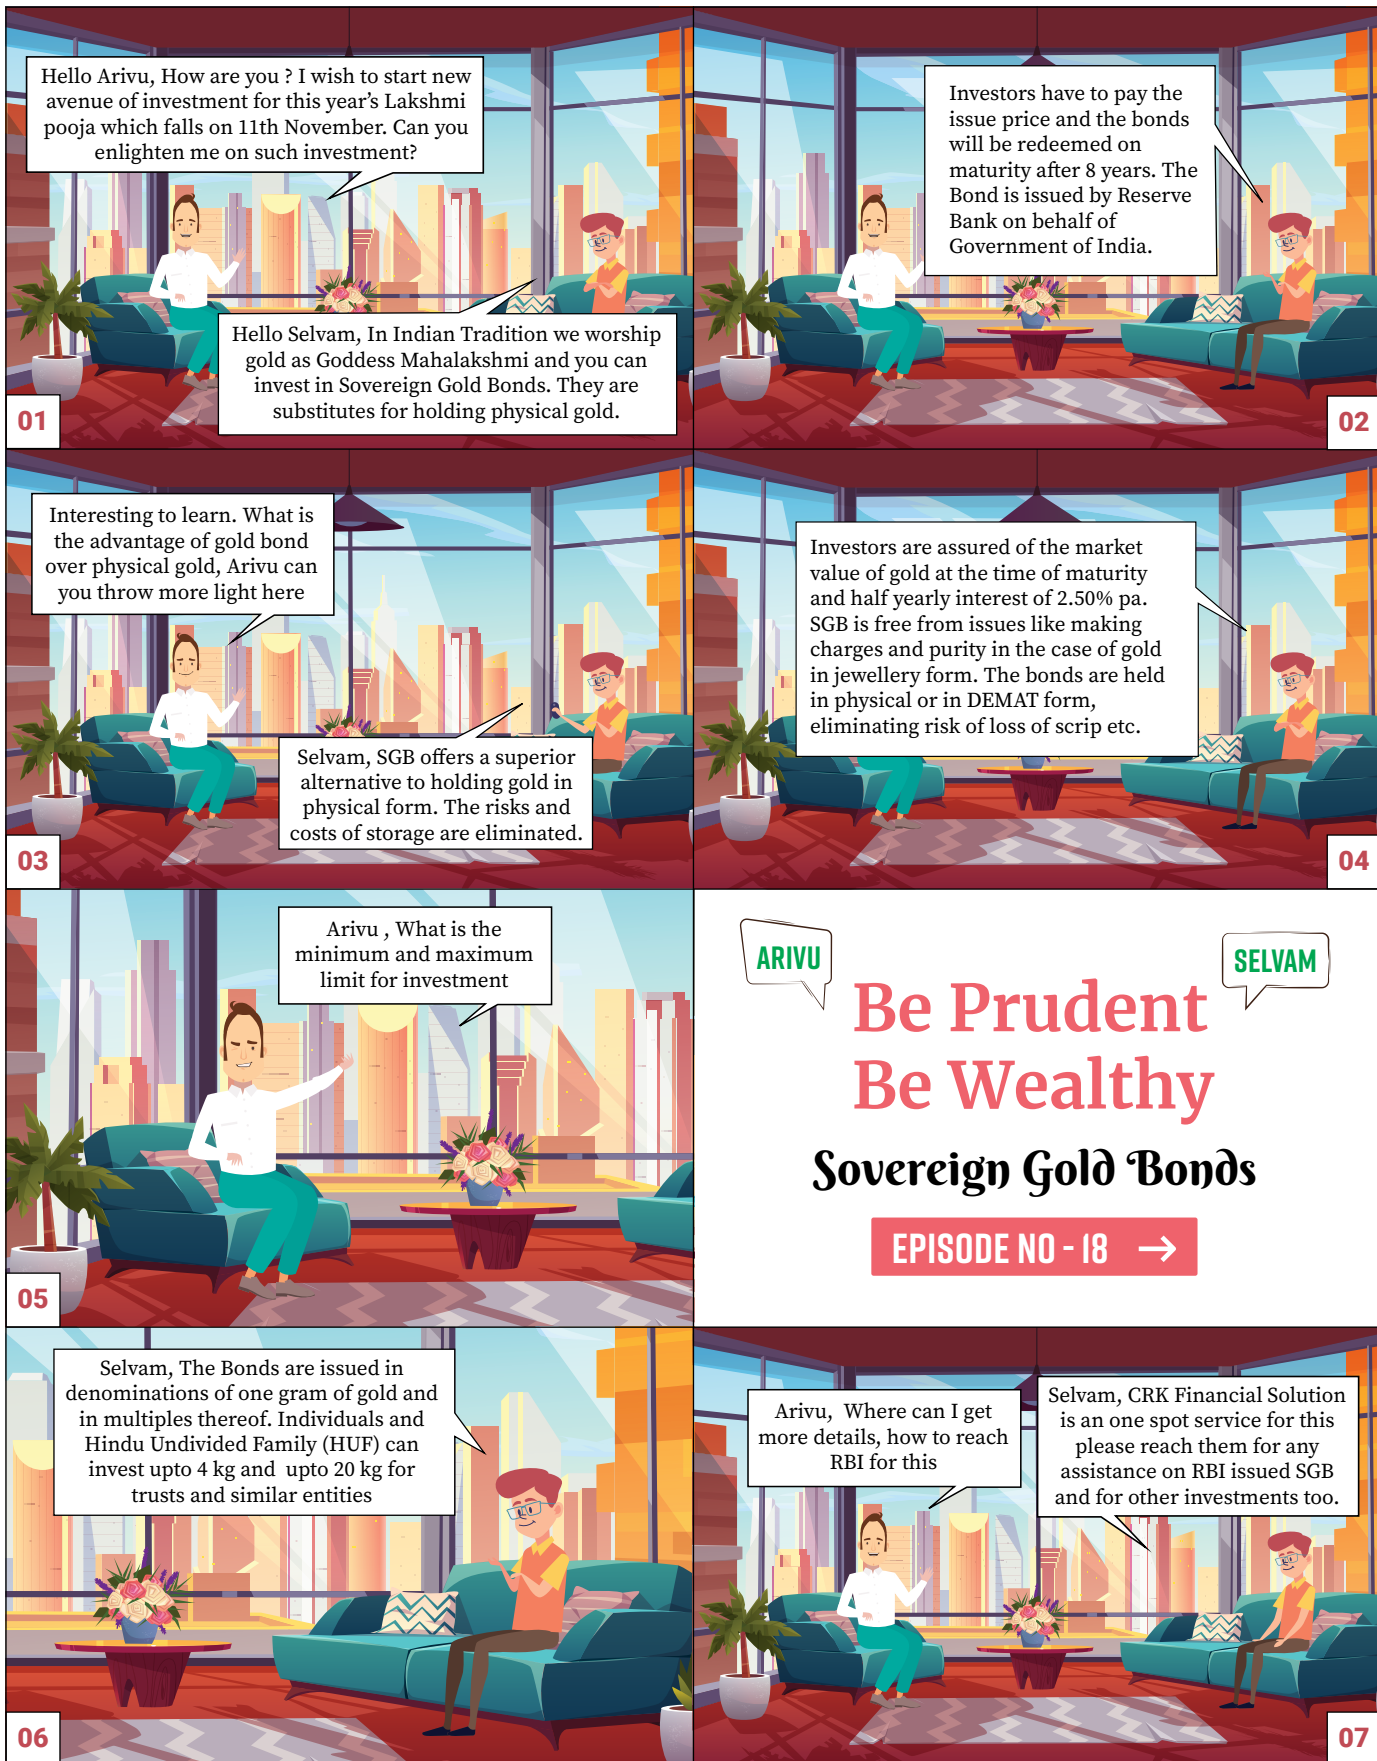 Hello Arivu, How are you ? I wish to start new
avenue of investment for this year's Lakshmi
pooja which falls on 11th November. Can you
enlighten me on such investment?
Hello Selvam, In Indian Tradition we worship
gold as Goddess Mahalakshmi and you can
invest in Sovereign Gold Bonds. They are
substitutes for holding physical gold.
01
Investors have to pay the
issue price and the bonds
will be redeemed on
maturity after 8 years. The
Bond is issued by Reserve
Bank on behalf of
Government of India.
02
Interesting to learn. What is
the advantage of gold bond
over physical gold, Arivu can
you throw more light here
Selvam, SGB offers a superior
alternative to holding gold in
physical form. The risks and
costs of storage are eliminated.
03
Investors are assured of the market
value of gold at the time of maturity
and half yearly interest of 2.50% pa.
SGB is free from issues like making
charges and purity in the case of gold
in jewellery form. The bonds are held
in physical or in DEMAT form,
eliminating risk of loss of scrip etc.
04
Arivu , What is the
minimum and maximum
limit for investment
05
ARIVU
SELVAM
Be Prudent
Be Wealthy
Sovereign Gold Bonds
EPISODE NO - 18 →
Selvam, The Bonds are issued in
denominations of one gram of gold and
in multiples thereof. Individuals and
Hindu Undivided Family (HUF) can
invest upto 4 kg and upto 20 kg for
trusts and similar entities
06
Arivu, Where can I get
more details, how to reach
RBI for this
Selvam, CRK Financial Solution
is an one spot service for this
please reach them for any
assistance on RBI issued SGB
and for other investments too.
07